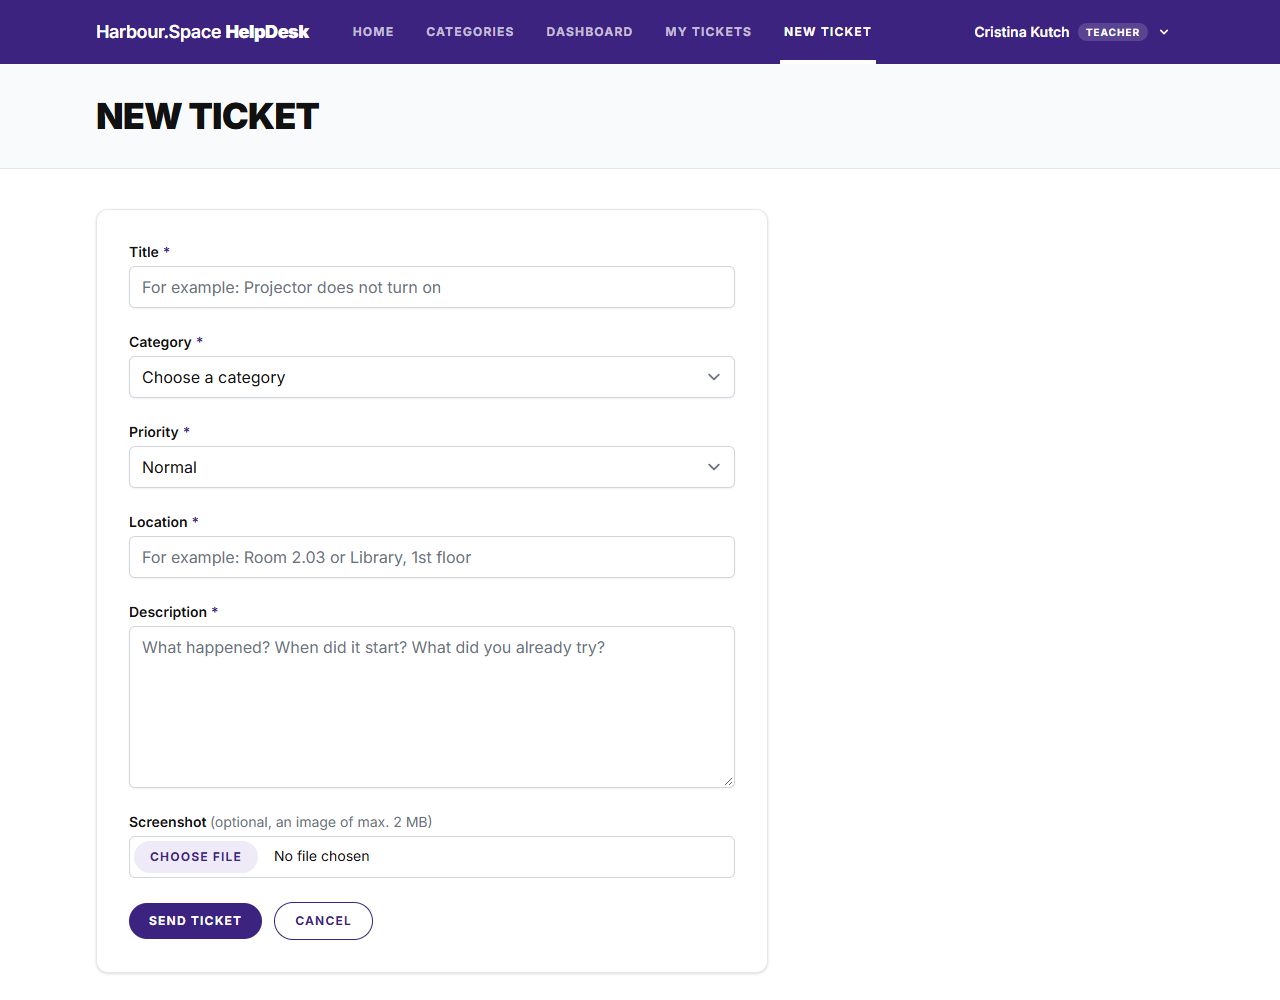 Harbour.Space HelpDesk HOME CATEGORIES DASHBOARD MY TICKETS NEW TICKET Cristina Kutch TEACHER
NEW TICKET
Title *
For example: Projector does not turn on
Category *
Choose a category
Priority *
Normal
Location *
For example: Room 2.03 or Library, 1st floor
Description *
What happened? When did it start? What did you already try?
Screenshot (optional, an image of max. 2 MB)
CHOOSE FILE No file chosen
SEND TICKET CANCEL